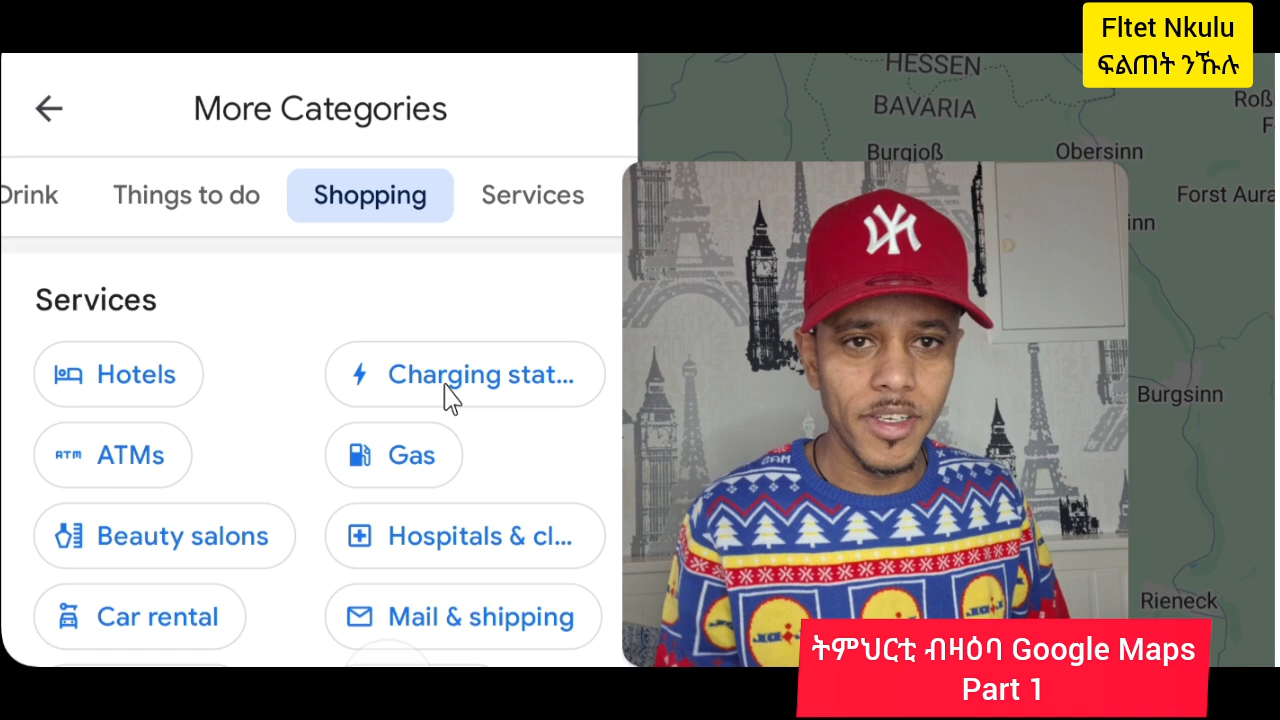 Fltet Nkulu
ፍልጠት ንኹሉ
More Categories
Drink
Things to do
Shopping
Services
Services
Hotels
Charging stat...
ATM
ATMs
Gas
Beauty salons
Hospitals & cl...
Car rental
Mail & shipping
HESSEN
BAVARIA
Burgjoß
Obersinn
Roß
F
Forst Aura
inn
Burgsinn
Rieneck
ትምህርቲ ብዛዕባ Google Maps
Part 1